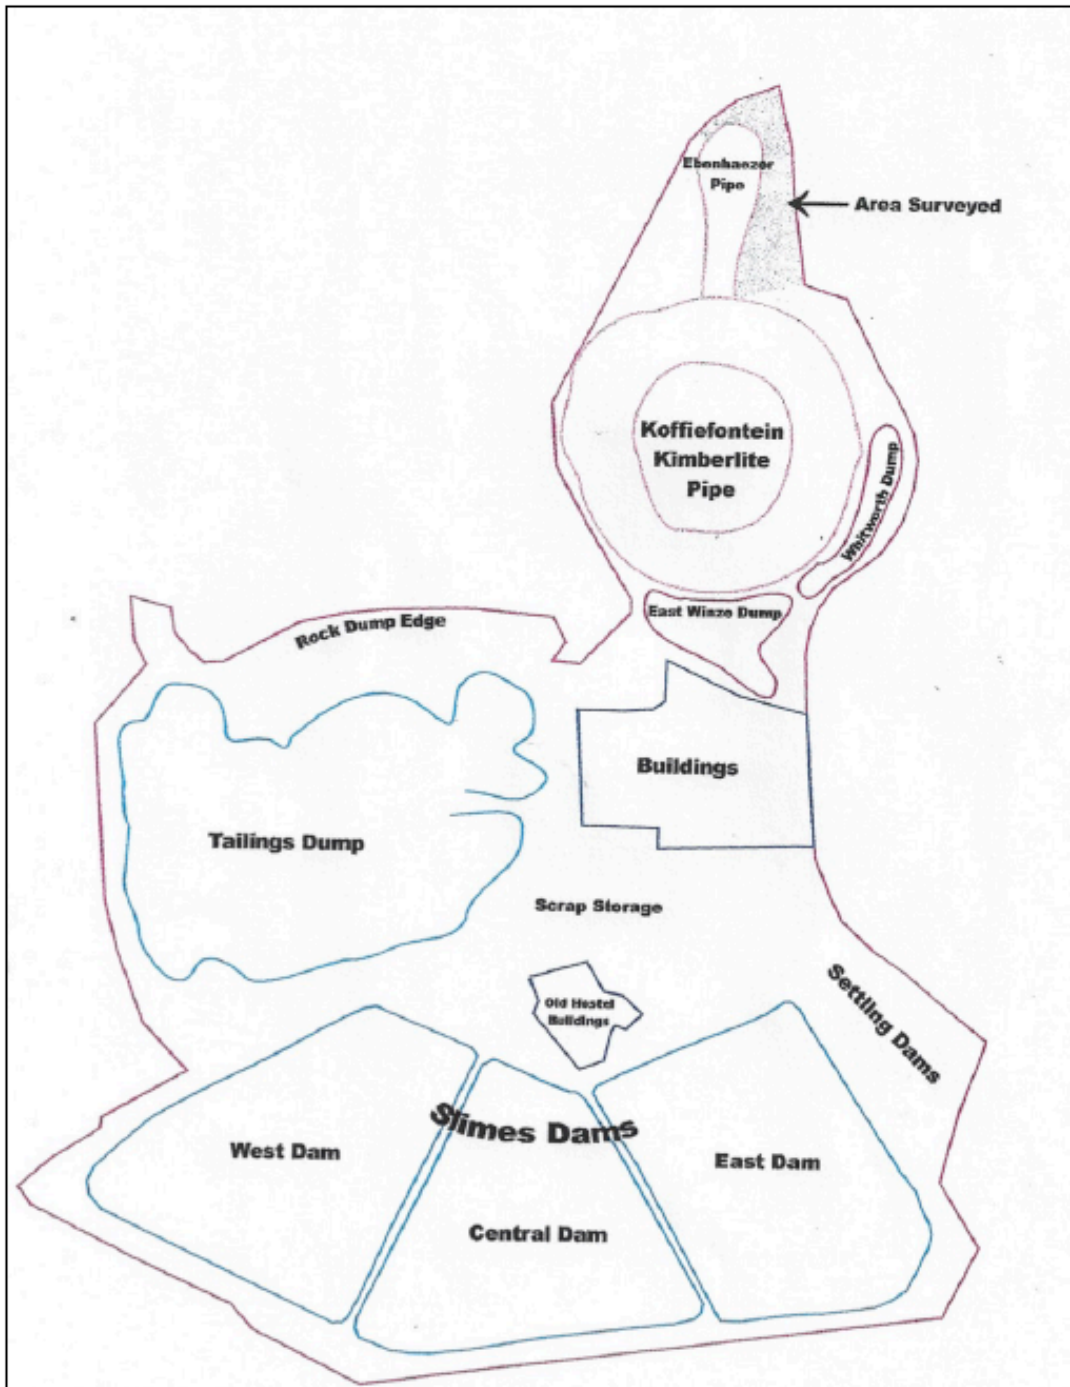 Ebenhaezer
Pipe
Area Surveyed
Koffiefontein
Kimberlite
Pipe
Whitworth Dump
East Winze Dump
Rock Dump Edge
Buildings
Tailings Dump
Scrap Storage
Settling Dams
Old Hostel
Buildings
Slimes Dams
West Dam
East Dam
Central Dam